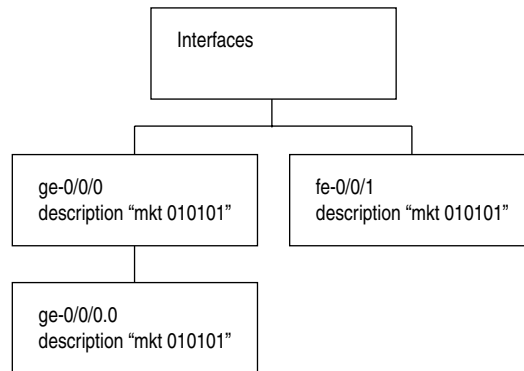 Interfaces
ge-0/0/0
description “mkt 010101”
fe-0/0/1
description “mkt 010101”
ge-0/0/0.0
description “mkt 010101”